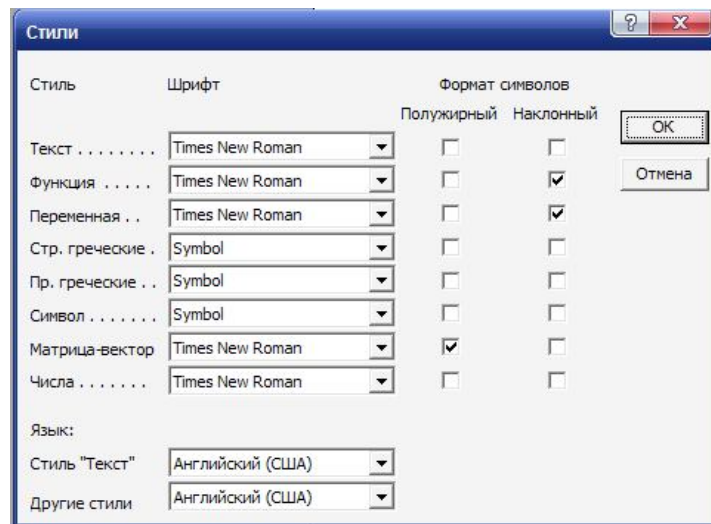 Стили
Стиль Шрифт Формат символов
Полужирный Наклонный
OK
Текст . . . . . . . . Times New Roman
Отмена
Функция . . . . . Times New Roman
Переменная . . Times New Roman
Стр. греческие . Symbol
Пр. греческие . . Symbol
Символ . . . . . . . Symbol
Матрица-вектор Times New Roman
Числа . . . . . . . Times New Roman
Язык:
Стиль "Текст" Английский (США)
Другие стили Английский (США)